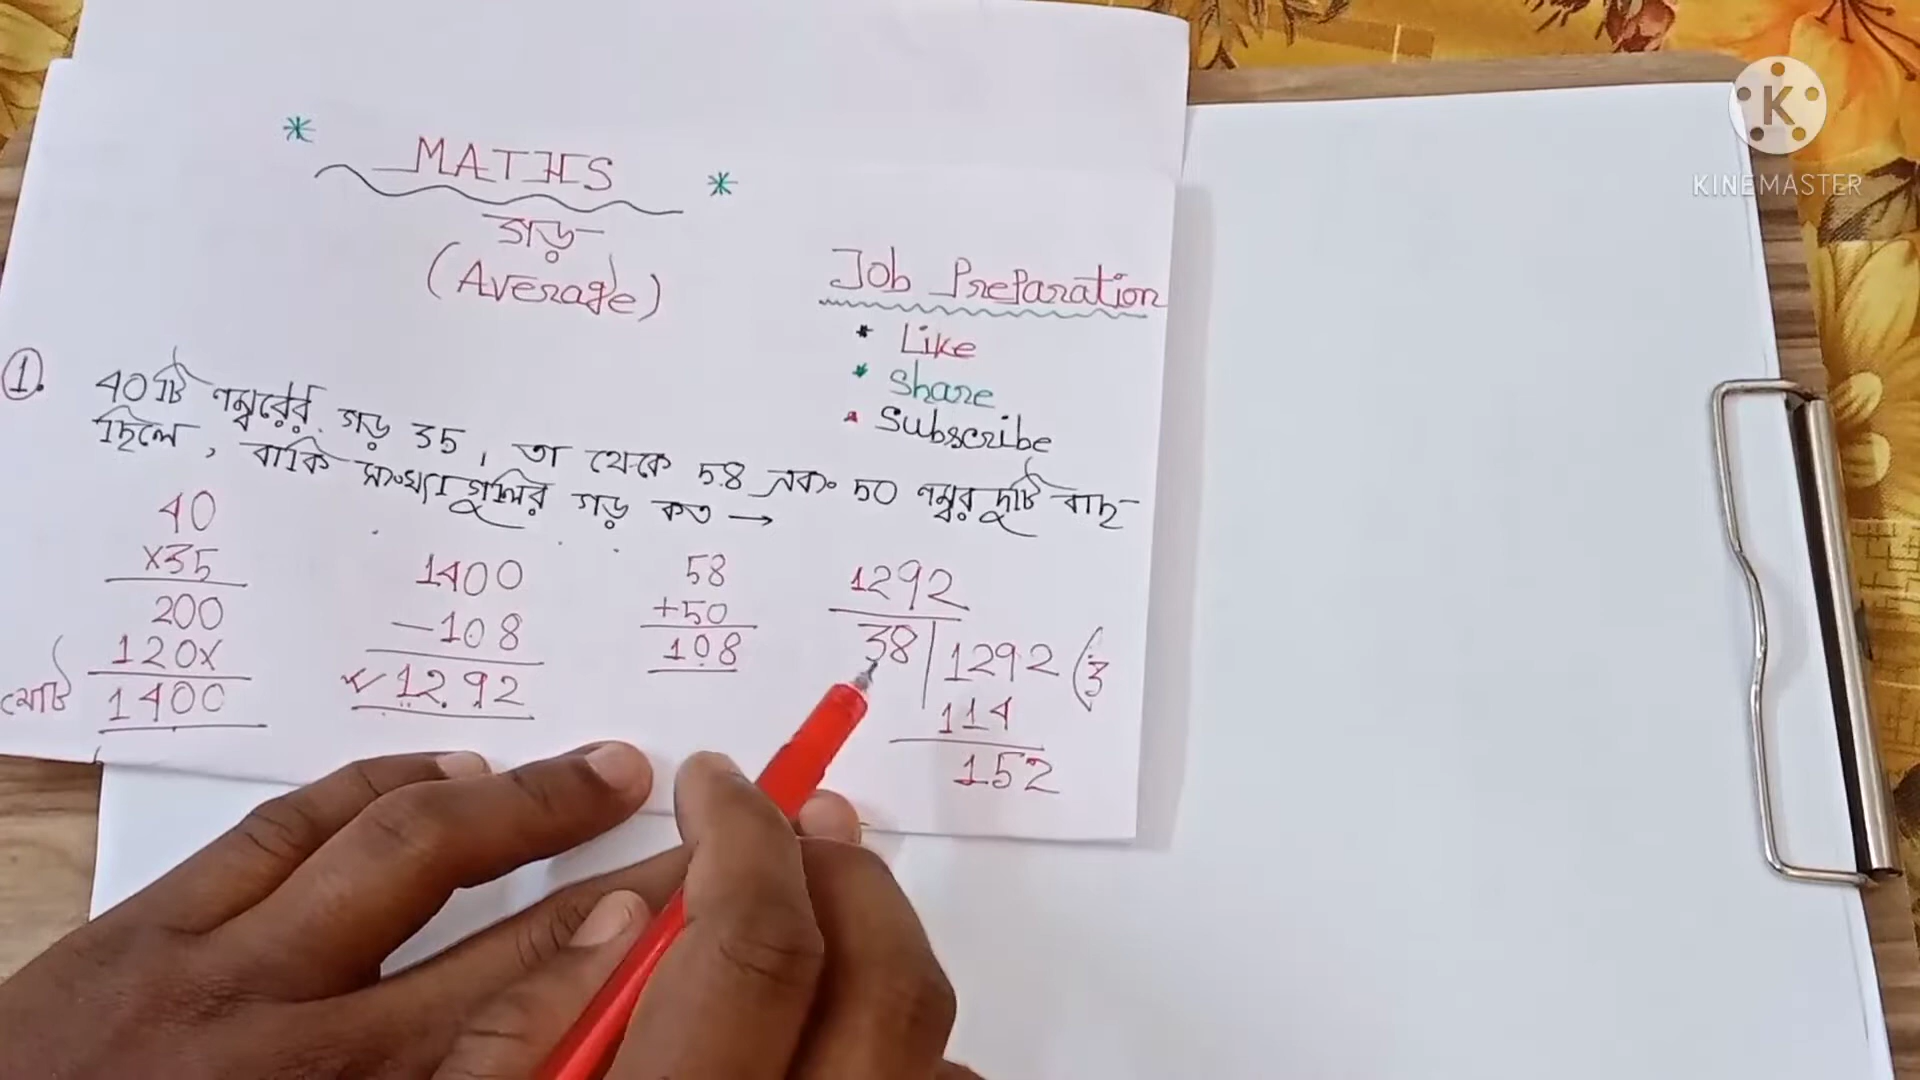 * MATHS *
গড়
(Average)
Job Preparation
* Like
* Share
* Subscribe
1. 40টি নম্বরের গড় 35, তা থেকে 58 এবং 50 নম্বর দুটি বাদ
ছিলে, বাকি সংখ্যা গুলির গড় কত →
40
×35
200
120×
মোট 1400
1400
-108
✓ 1292
58
+50
108
1292
38 | 1292 ( 3
114
152
K
KINEMASTER